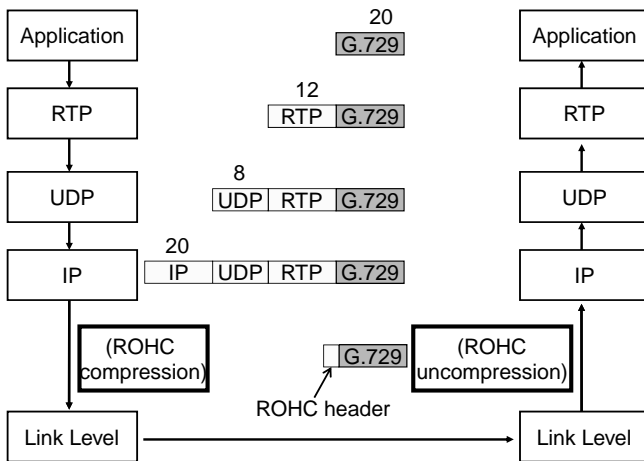 20
Application
G.729
Application
12
RTP
RTP
G.729
RTP
8
UDP
UDP
RTP
G.729
UDP
20
IP
IP
UDP
RTP
G.729
IP
(ROHC
compression)
G.729
(ROHC
uncompression)
ROHC header
Link Level
Link Level